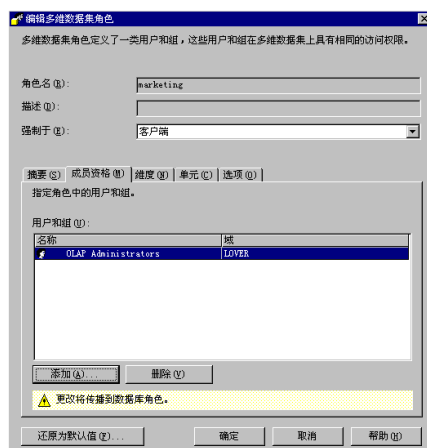 编辑多维数据集角色
多维数据集角色定义了一类用户和组，这些用户和组在多维数据集上具有相同的访问权限。
角色名(R): marketing
描述(D):
强制于(E): 客户端
摘要(S) 成员资格(M) 维度(N) 单元(C) 选项(O)
指定角色中的用户和组。
用户和组(U):
名称 域
OLAP Administrators LOVER
添加(A)... 删除(V)
更改将传播到数据库角色。
还原为默认值(F)... 确定 取消 帮助(H)